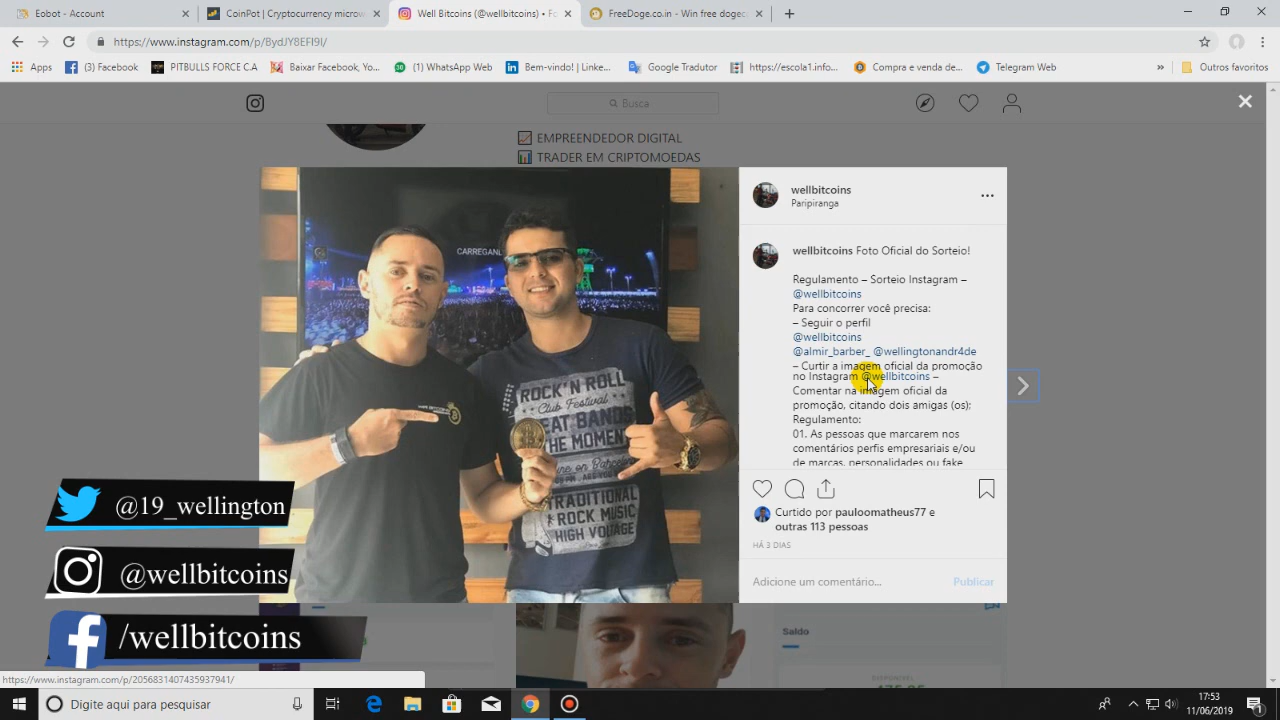 Eobot - Account
CoinPot | Cryptocurrency microw
Well Bitcoins (@wellbitcoins) • Fo
FreeDoge.co.in - Win free dogeco
https://www.instagram.com/p/BydJY8EFI9I/
Apps
(3) Facebook
PITBULLS FORCE C.A
Baixar Facebook, Yo...
(1) WhatsApp Web
Bem-vindo! | Linke...
Google Tradutor
https://escola1.info...
Compra e venda de...
Telegram Web
»
Outros favoritos
Busca
EMPREENDEDOR DIGITAL
TRADER EM CRIPTOMOEDAS
CARREGAN
ROCK'N ROLL
Club Festival
BEAT BANDS
THE MOMENT
TRADITIONAL
ROCK MUSIC
HIGH VOLTAGE
wellbitcoins
Paripiranga
wellbitcoins Foto Oficial do Sorteio!
Regulamento – Sorteio Instagram –
@wellbitcoins
Para concorrer você precisa:
– Seguir o perfil
@wellbitcoins
@almir_barber_ @wellingtonandr4de
– Curtir a imagem oficial da promoção
no Instagram @wellbitcoins –
Comentar na imagem oficial da
promoção, citando dois amigas (os);
Regulamento:
01. As pessoas que marcarem nos
comentários perfis empresariais e/ou
de marcas, personalidades ou fake
Curtido por pauloomatheus77 e
outras 113 pessoas
HÁ 3 DIAS
Adicione um comentário...
Publicar
@19_wellington
@wellbitcoins
/wellbitcoins
Saldo
DISPONÍVEL
https://www.instagram.com/p/2056831407435937941/
Digite aqui para pesquisar
17:53
11/06/2019